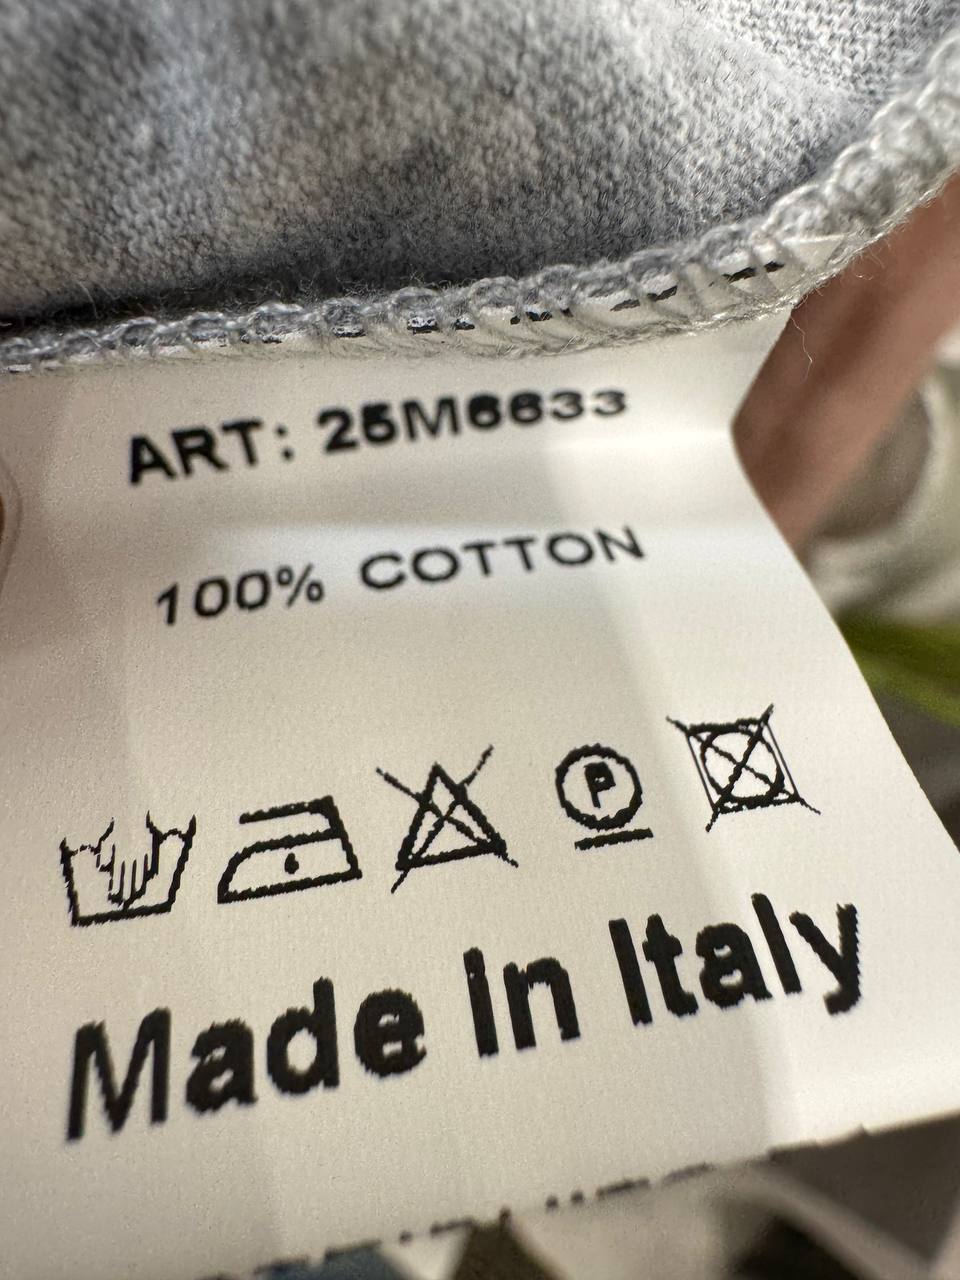 ART: 25M6633
100% COTTON
P
Made in Italy